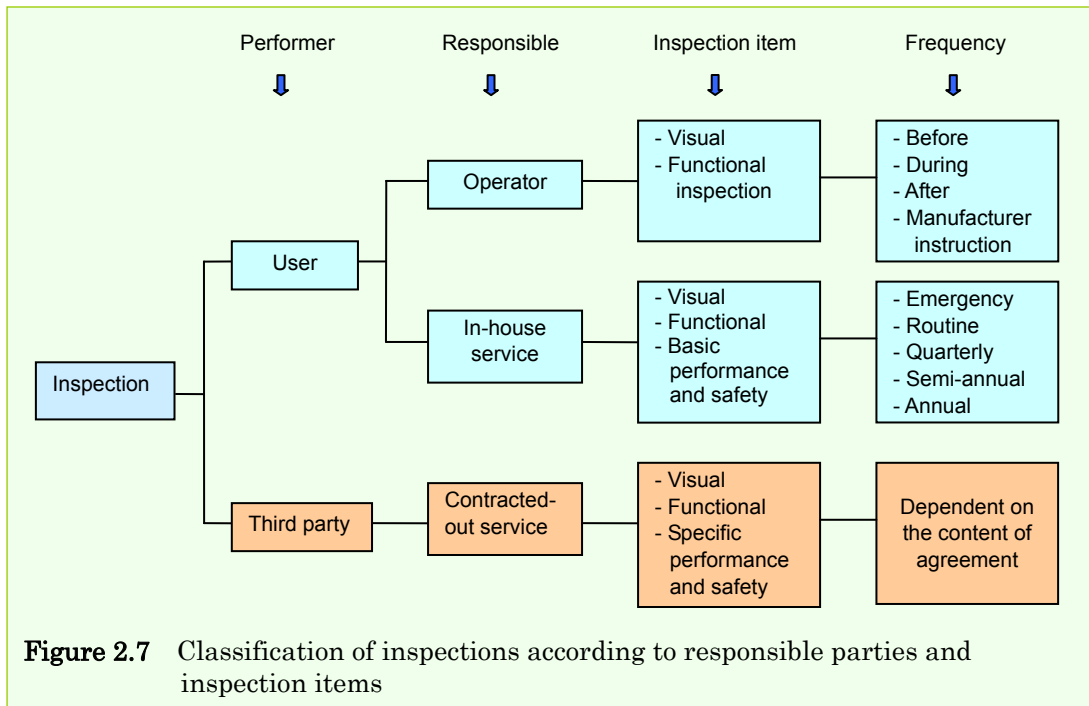 Performer
Responsible
Inspection item
Frequency
Operator
- Visual
- Functional
inspection
- Before
- During
- After
- Manufacturer
instruction
User
In-house
service
- Visual
- Functional
- Basic
performance
and safety
- Emergency
- Routine
- Quarterly
- Semi-annual
- Annual
Inspection
Third party
Contracted-
out service
- Visual
- Functional
- Specific
performance
and safety
Dependent on
the content of
agreement
Figure 2.7 Classification of inspections according to responsible parties and
inspection items